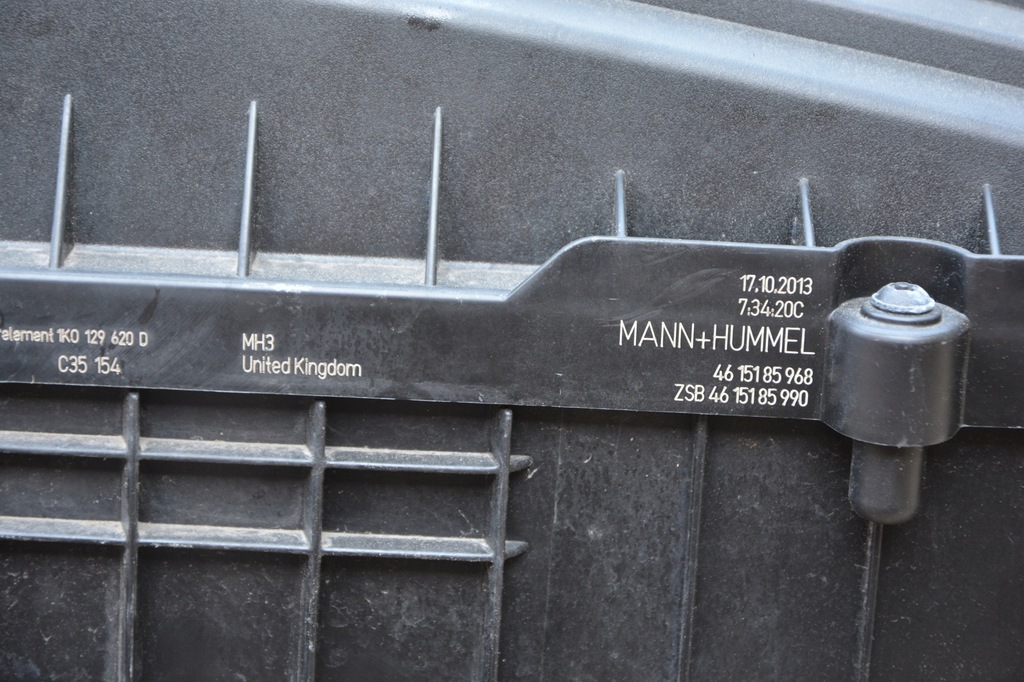 1K0 129 620 D
C35 154
MH3
United Kingdom
17.10.2013
7:34:20C
MANN+HUMMEL
46 151 85 968
ZSB 46 151 85 990